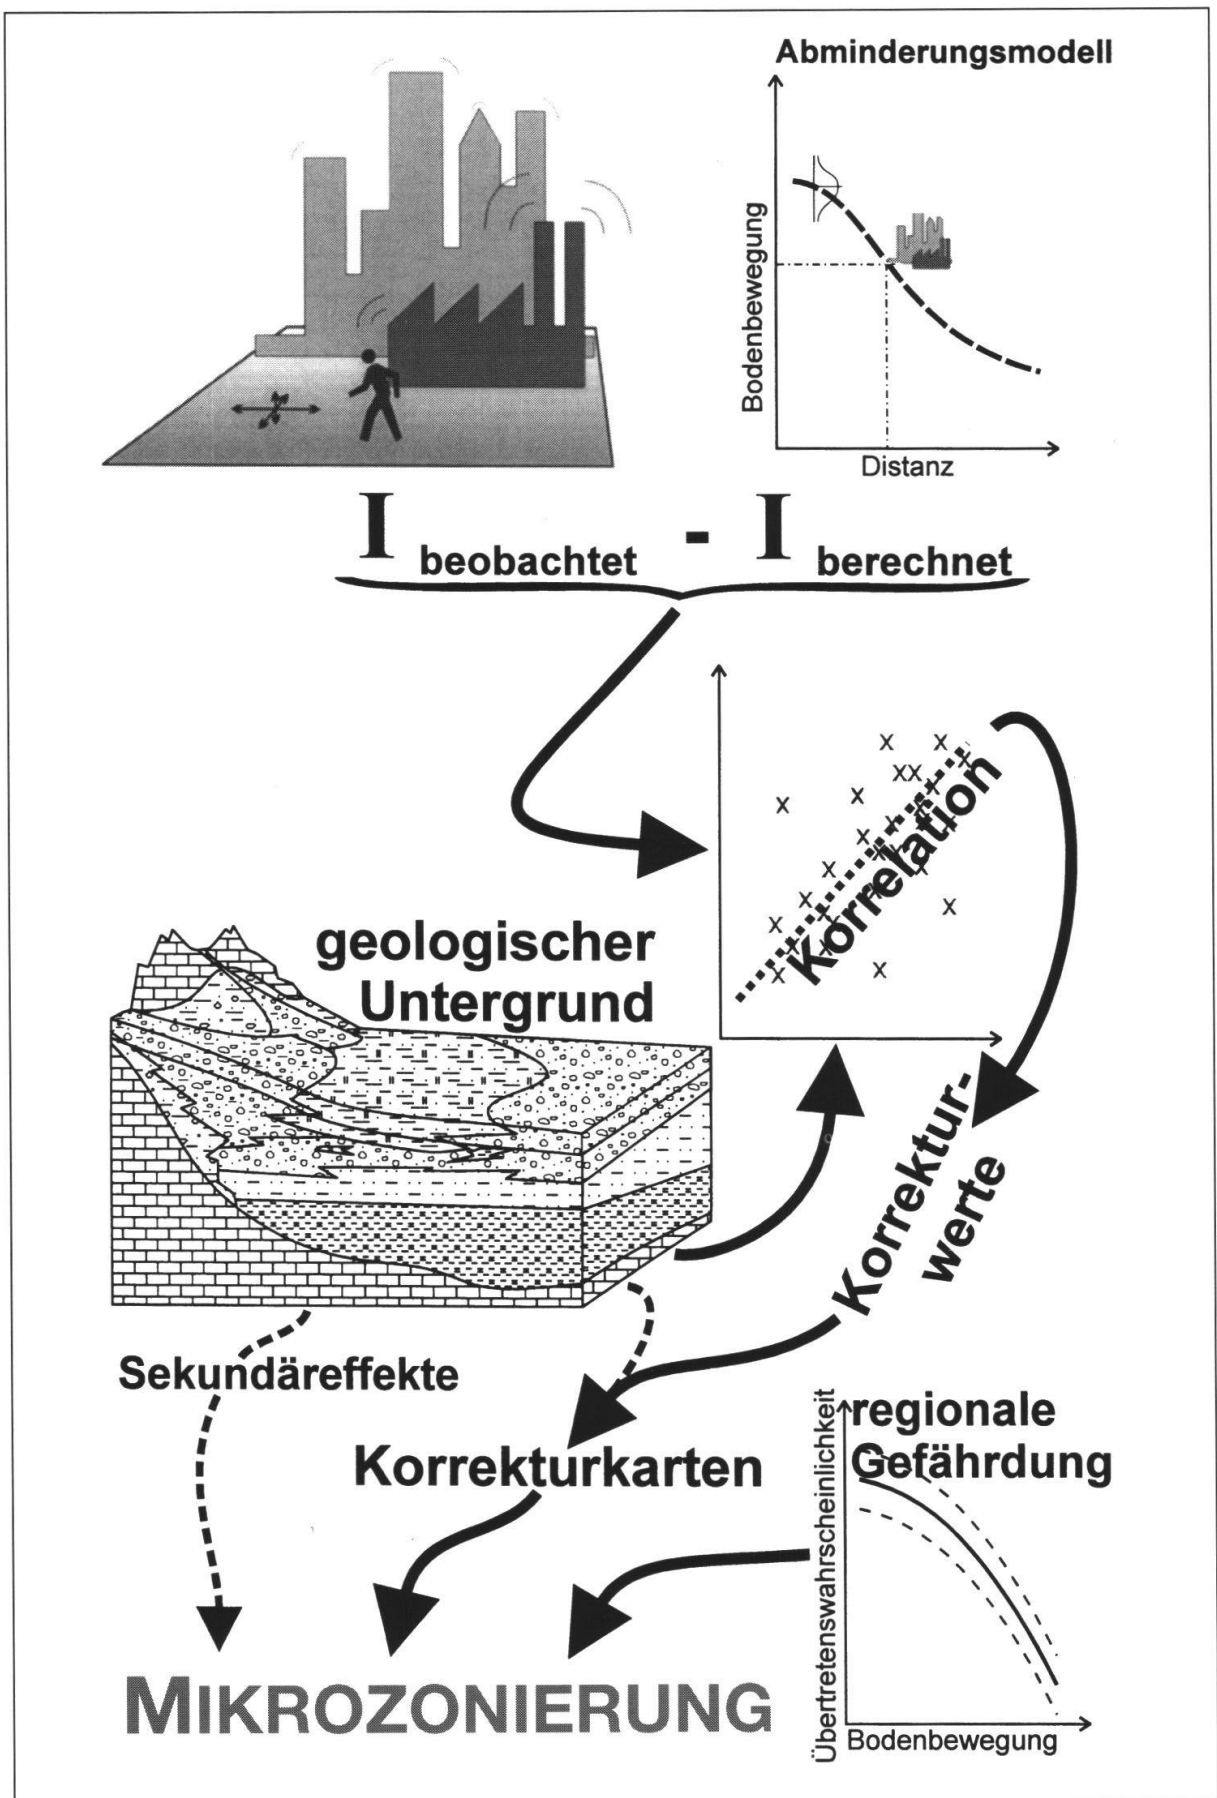 Abminderungsmodell
Bodenbewegung
Distanz
I beobachtet - I berechnet
Korrelation
geologischer
Untergrund
Korrektur-
werte
Sekundäreffekte
Korrekturkarten
regionale
Gefährdung
Übertretenswahrscheinlichkeit
Bodenbewegung
MIKROZONIERUNG